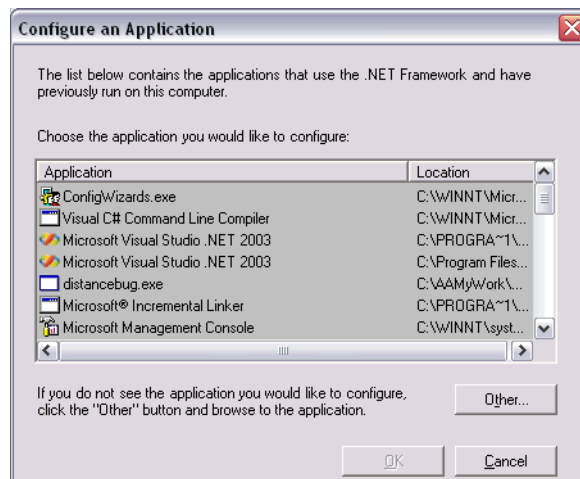 Configure an Application
The list below contains the applications that use the .NET Framework and have
previously run on this computer.
Choose the application you would like to configure:
Application Location
ConfigWizards.exe C:\WINNT\Micr...
Visual C# Command Line Compiler C:\WINNT\Micr...
Microsoft Visual Studio .NET 2003 C:\PROGRA~1\...
Microsoft Visual Studio .NET 2003 C:\Program Files...
distancebug.exe C:\AAMyWork\...
Microsoft® Incremental Linker C:\PROGRA~1\...
Microsoft Management Console C:\WINNT\syst...
If you do not see the application you would like to configure,
click the "Other" button and browse to the application.
Other...
OK Cancel